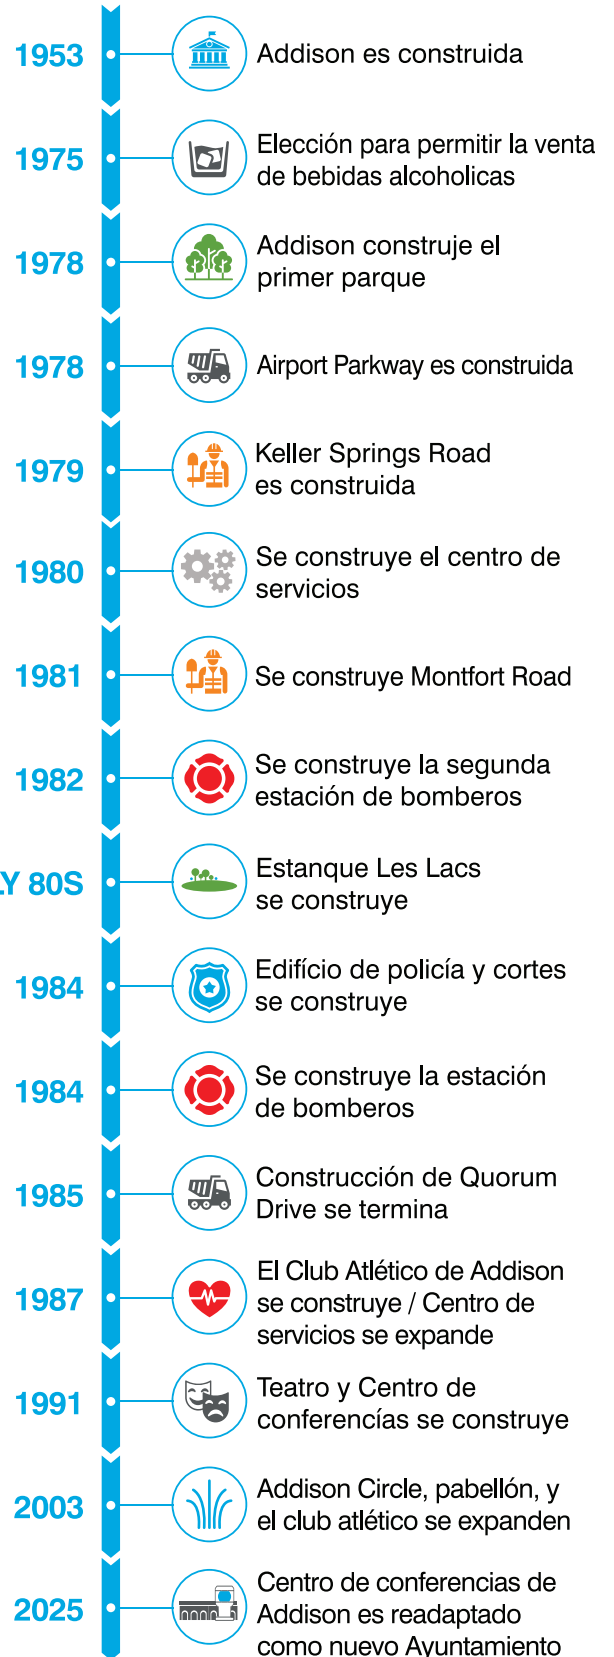 1953
Addison es construida
1975
Elección para permitir la venta
de bebidas alcoholicas
1978
Addison construje el
primer parque
1978
Airport Parkway es construida
1979
Keller Springs Road
es construida
1980
Se construye el centro de
servicios
1981
Se construye Montfort Road
1982
Se construye la segunda
estación de bomberos
LY 80S
Estanque Les Lacs
se construye
1984
Edifício de policía y cortes
se construye
1984
Se construye la estación
de bomberos
1985
Construcción de Quorum
Drive se termina
1987
El Club Atlético de Addison
se construye / Centro de
servicios se expande
1991
Teatro y Centro de
conferencías se construye
2003
Addison Circle, pabellón, y
el club atlético se expanden
2025
Centro de conferencias de
Addison es readaptado
como nuevo Ayuntamiento